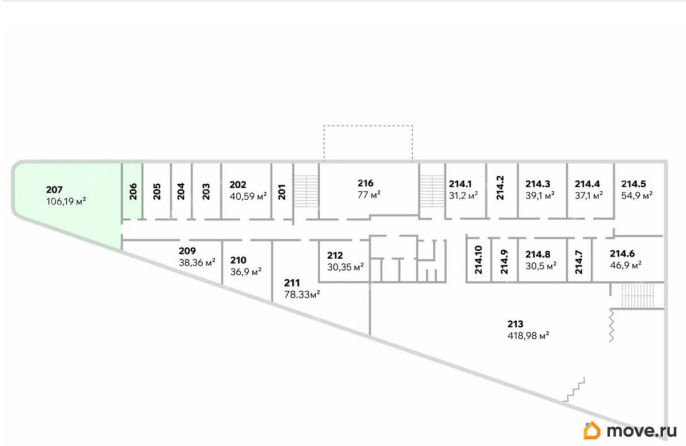 207
106,19 м²
206
205
204
203
202
40,59 м²
201
216
77 м²
214.1
31,2 м²
214.2
214.3
39,1 м²
214.4
37,1 м²
214.5
54,9 м²
209
38,36 м²
210
36,9 м²
211
78.33м²
212
30,35 м²
214.10
214.9
214.8
30,5 м²
214.7
214.6
46,9 м²
213
418,98 м²
move.ru